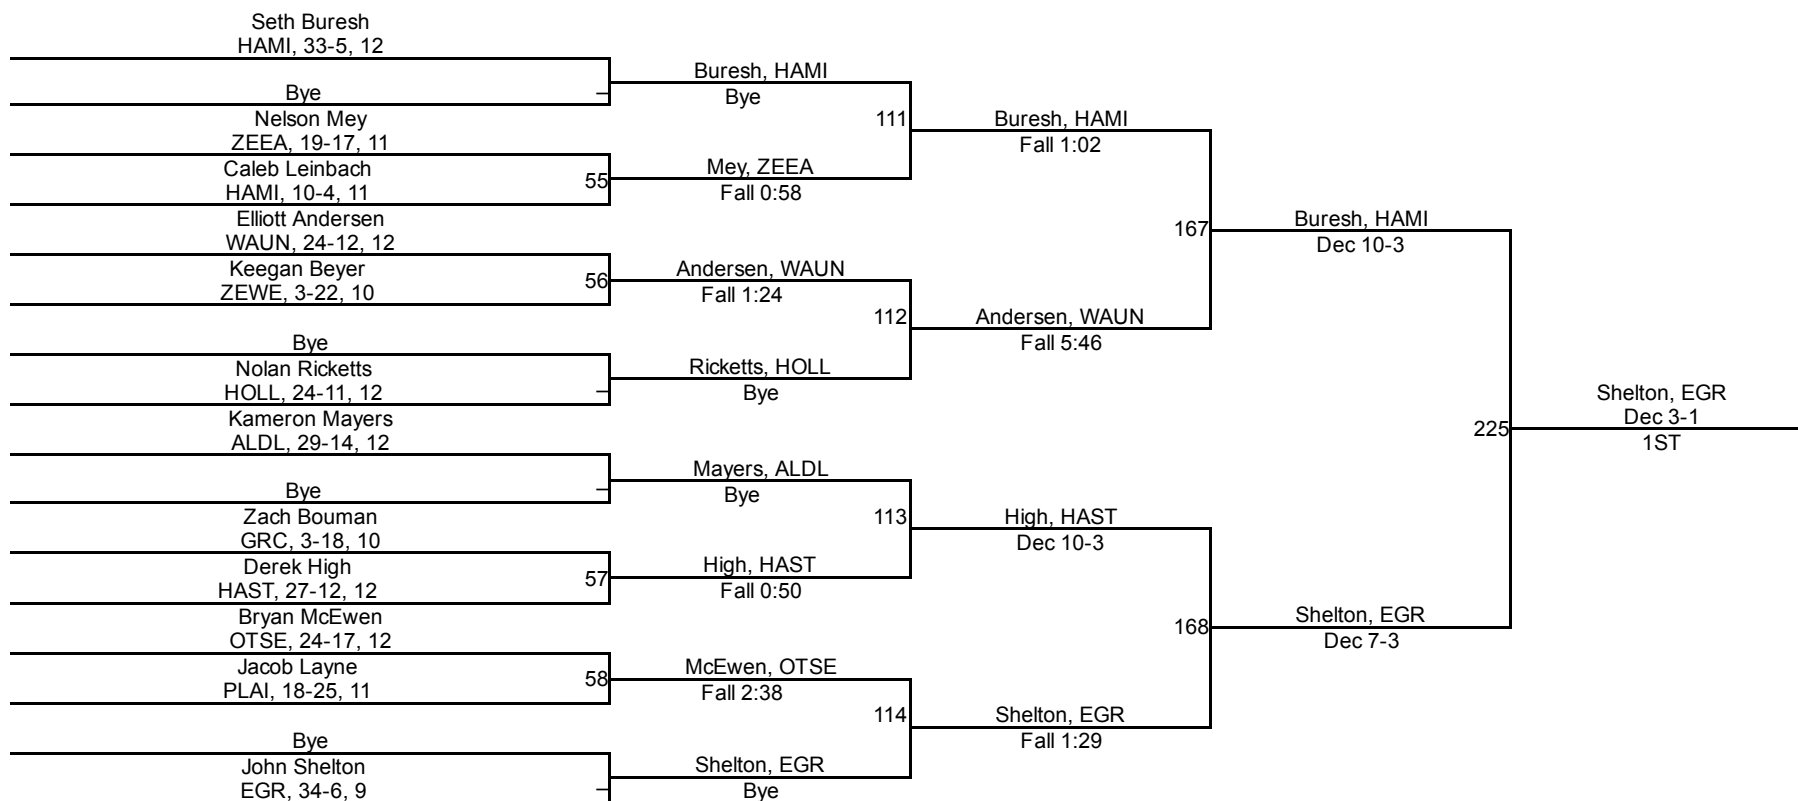 Seth Buresh
HAMI, 33-5, 12
Bye
Nelson Mey
ZEEA, 19-17, 11
Caleb Leinbach
HAMI, 10-4, 11
55
Elliott Andersen
WAUN, 24-12, 12
Keegan Beyer
ZEWE, 3-22, 10
56
Bye
Nolan Ricketts
HOLL, 24-11, 12
Kameron Mayers
ALDL, 29-14, 12
Bye
Zach Bouman
GRC, 3-18, 10
Derek High
HAST, 27-12, 12
57
Bryan McEwen
OTSE, 24-17, 12
Jacob Layne
PLAI, 18-25, 11
58
Bye
John Shelton
EGR, 34-6, 9
Buresh, HAMI
Bye
111
Mey, ZEEA
Fall 0:58
Andersen, WAUN
Fall 1:24
112
Ricketts, HOLL
Bye
Mayers, ALDL
Bye
113
High, HAST
Fall 0:50
McEwen, OTSE
Fall 2:38
114
Shelton, EGR
Bye
Buresh, HAMI
Fall 1:02
167
Andersen, WAUN
Fall 5:46
High, HAST
Dec 10-3
168
Shelton, EGR
Fall 1:29
Buresh, HAMI
Dec 10-3
225
Shelton, EGR
Dec 7-3
Shelton, EGR
Dec 3-1
1ST